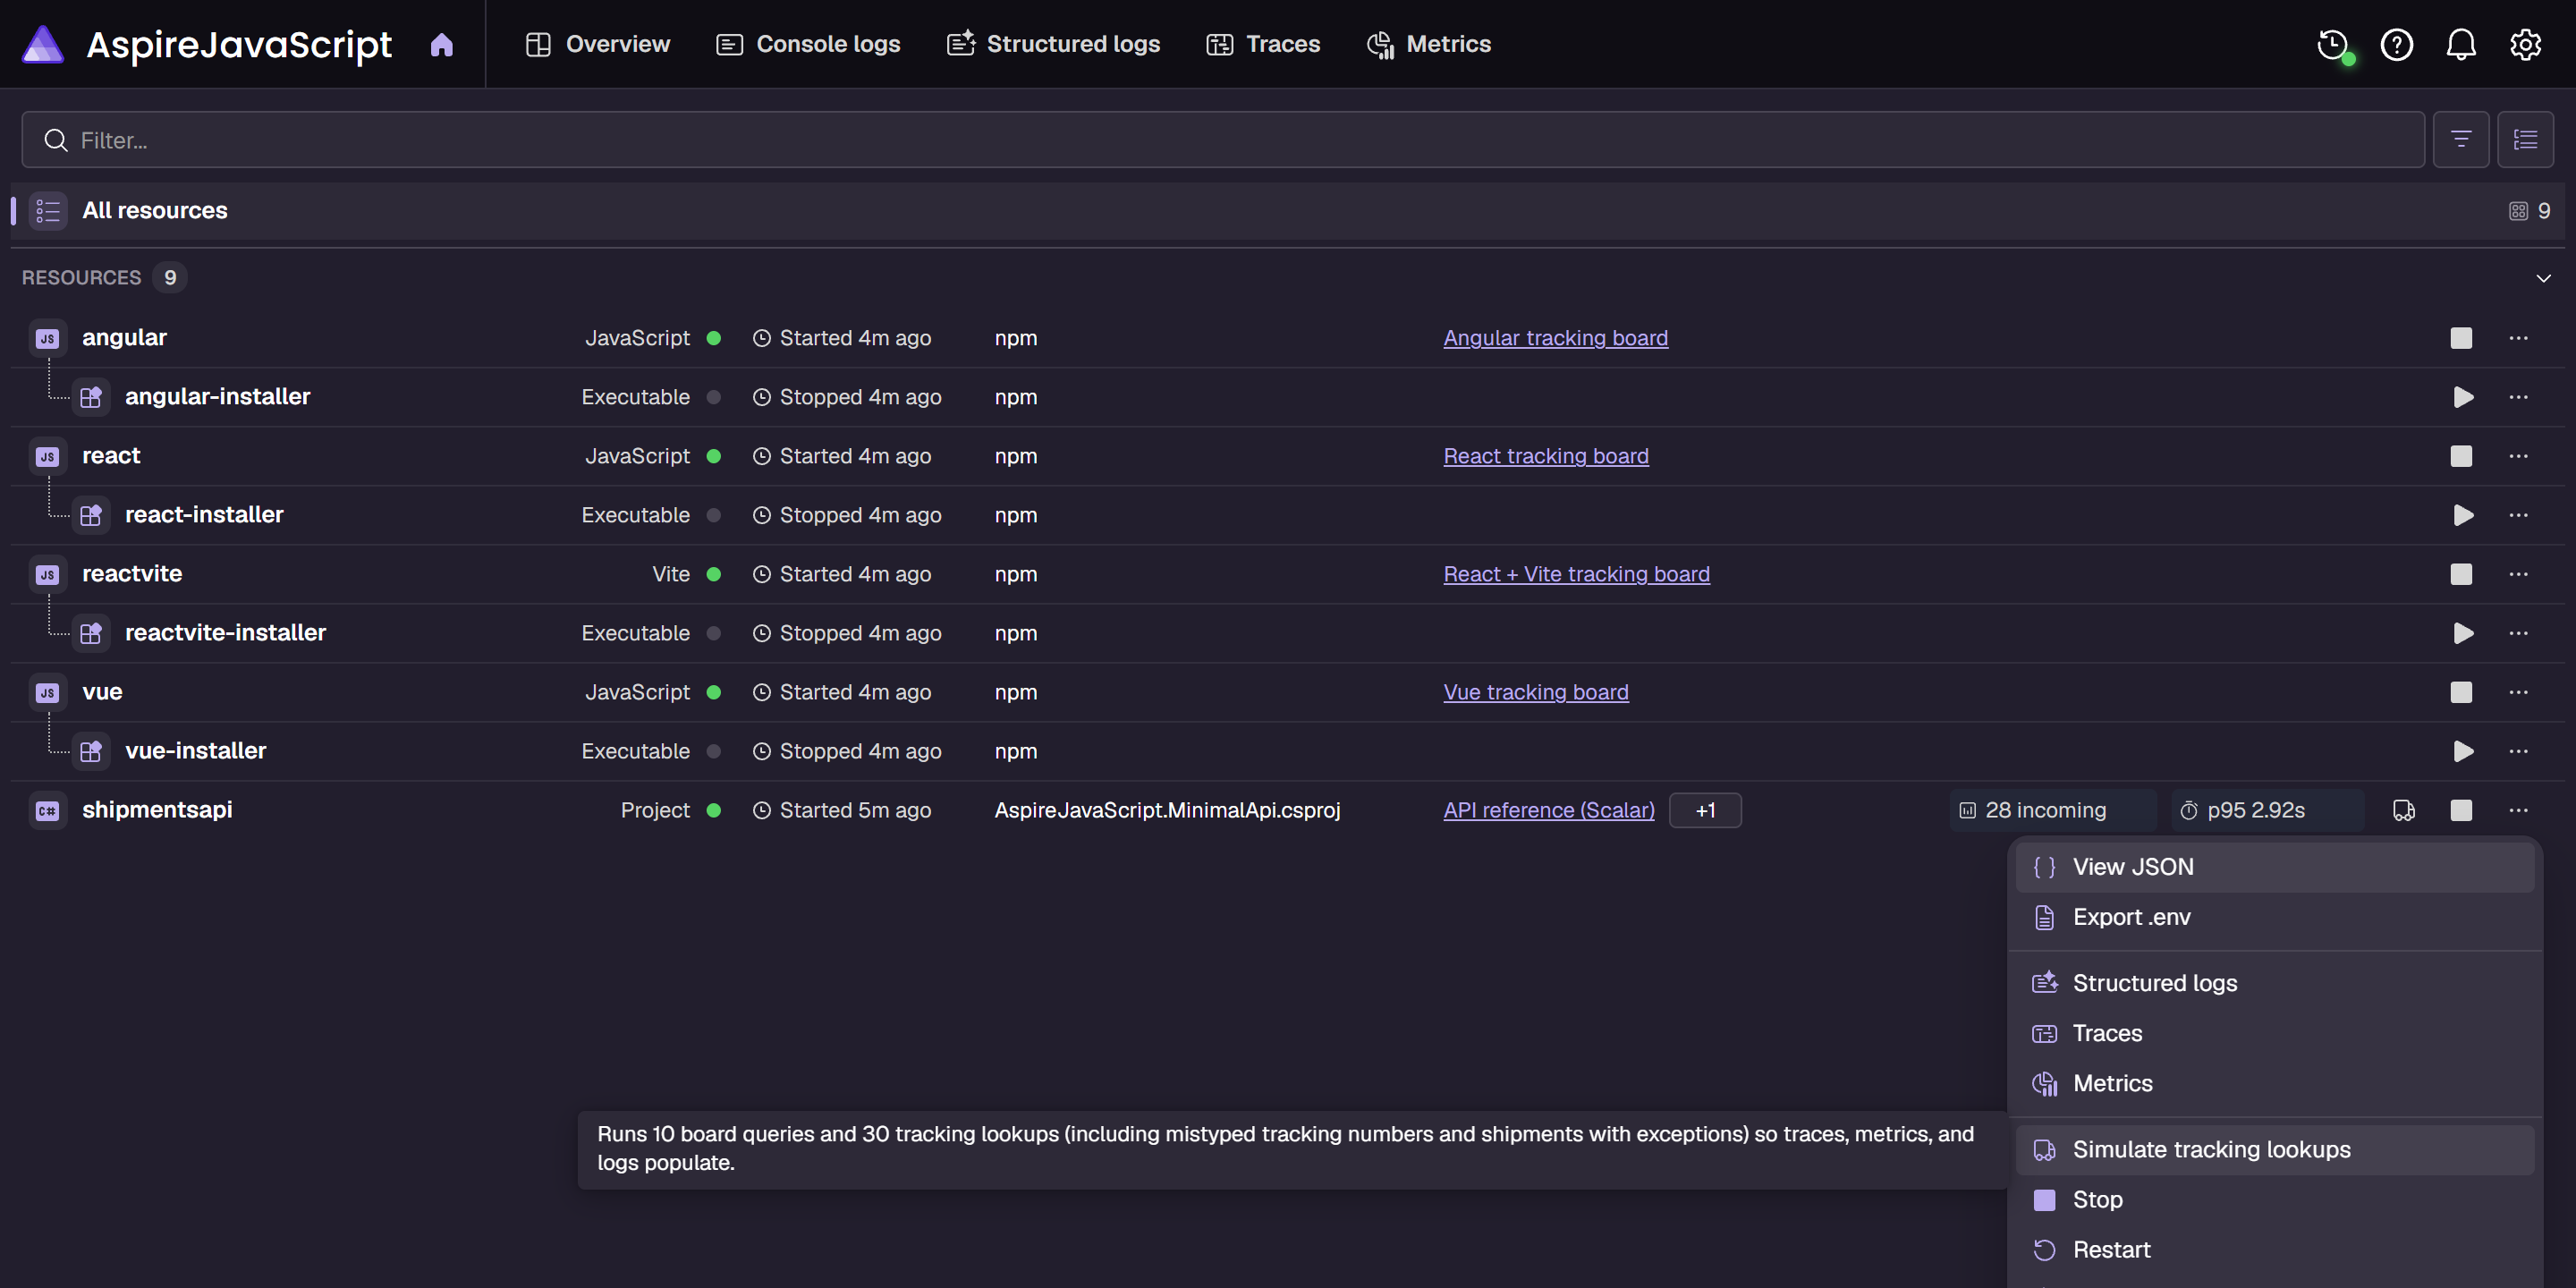 AspireJavaScript
Overview
Console logs
Structured logs
Traces
Metrics
Filter...
All resources
9
RESOURCES 9
JS angular JavaScript Started 4m ago npm Angular tracking board
angular-installer Executable Stopped 4m ago npm
JS react JavaScript Started 4m ago npm React tracking board
react-installer Executable Stopped 4m ago npm
JS reactvite Vite Started 4m ago npm React + Vite tracking board
reactvite-installer Executable Stopped 4m ago npm
JS vue JavaScript Started 4m ago npm Vue tracking board
vue-installer Executable Stopped 4m ago npm
C# shipmentsapi Project Started 5m ago AspireJavaScript.MinimalApi.csproj API reference (Scalar) +1 28 incoming p95 2.92s
View JSON
Export .env
Structured logs
Traces
Metrics
Runs 10 board queries and 30 tracking lookups (including mistyped tracking numbers and shipments with exceptions) so traces, metrics, and
logs populate.
Simulate tracking lookups
Stop
Restart